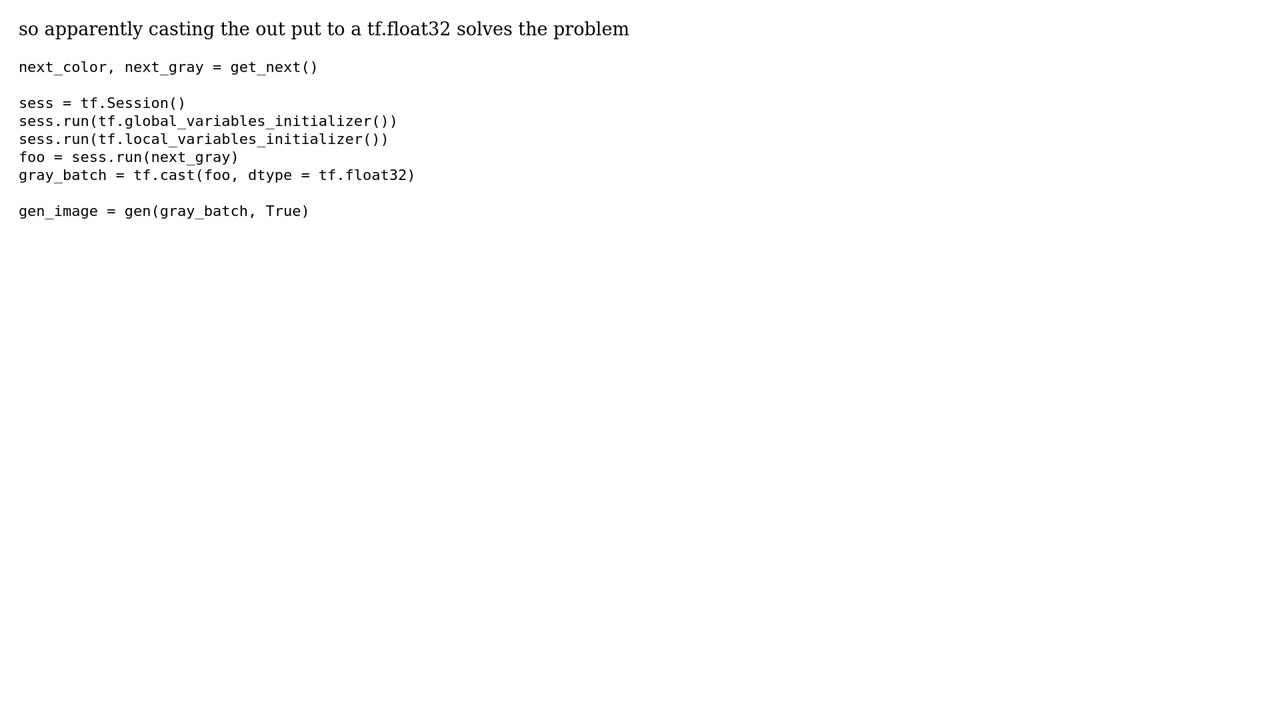 so apparently casting the out put to a tf.float32 solves the problem
next_color, next_gray = get_next()
sess = tf.Session()
sess.run(tf.global_variables_initializer())
sess.run(tf.local_variables_initializer())
foo = sess.run(next_gray)
gray_batch = tf.cast(foo, dtype = tf.float32)
gen_image = gen(gray_batch, True)